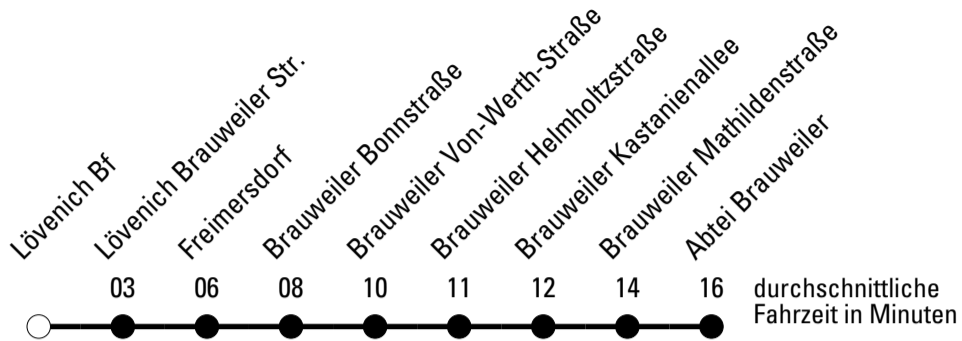 Lövenich Bf
Lövenich Brauweiler Str.
Freimersdorf
Brauweiler Bonnstraße
Brauweiler Von-Werth-Straße
Brauweiler Helmholtzstraße
Brauweiler Kastanienallee
Brauweiler Mathildenstraße
Abtei Brauweiler
03 06 08 10 11 12 14 16
durchschnittliche
Fahrzeit in Minuten